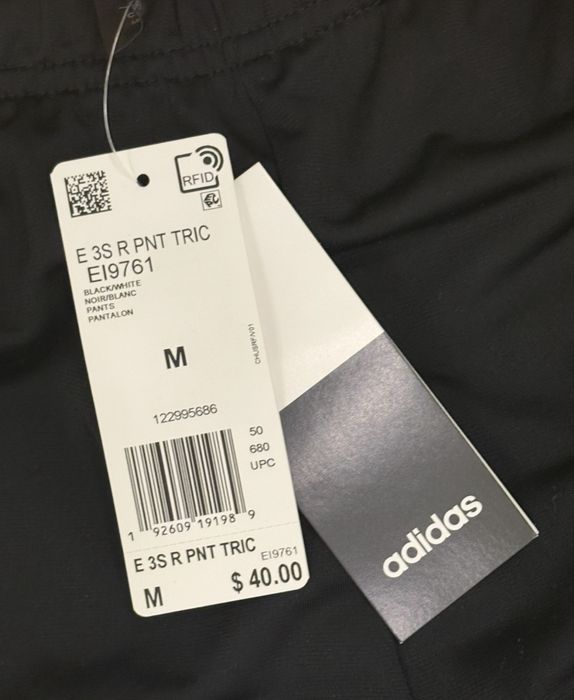 RFID
E 3S R PNT TRIC
EI9761
BLACK/WHITE
NOIR/BLANC
PANTS
PANTALON
M
122995686
50
680
UPC
1 92609 19198 9
E 3S R PNT TRIC EI9761
M $ 40.00
adidas